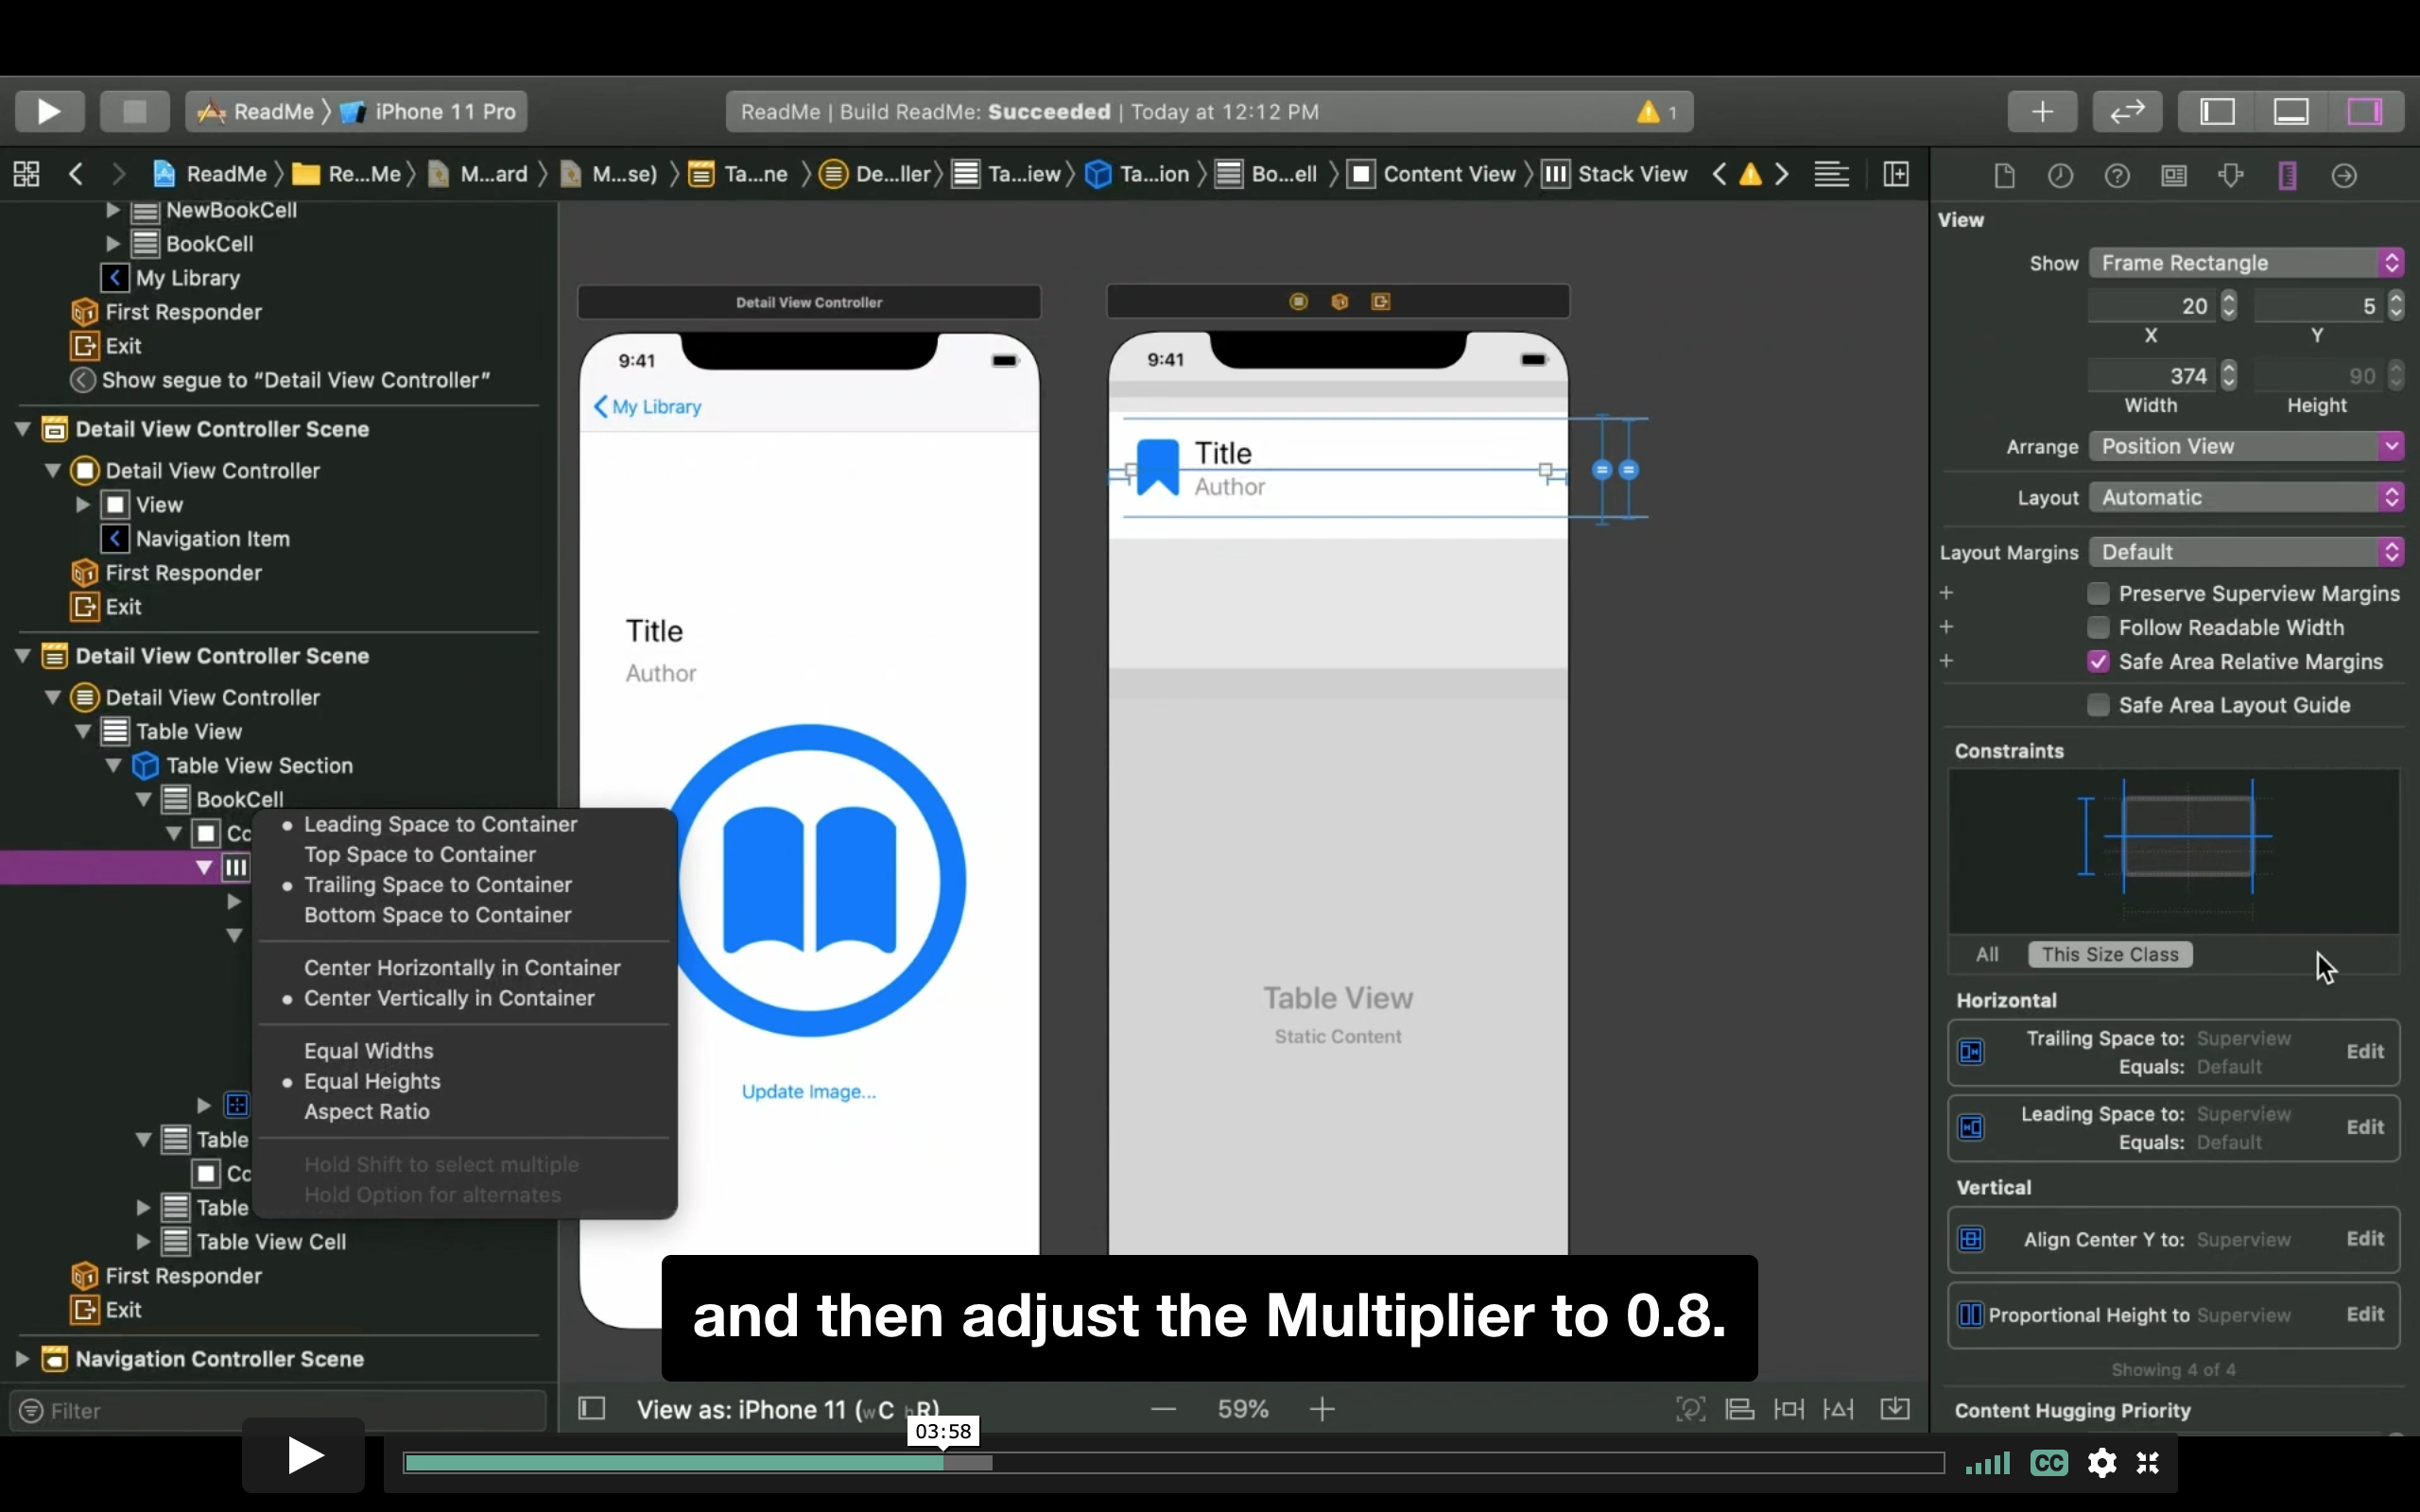 ReadMe 〉 iPhone 11 Pro
ReadMe | Build ReadMe: Succeeded | Today at 12:12 PM
1
ReadMe 〉 Re...Me 〉 M...ard 〉 M...se) 〉 Ta...ne 〉 De...ller 〉 Ta...iew 〉 Ta...ion 〉 Bo...ell 〉 Content View 〉 Stack View
NewBookCell
BookCell
My Library
First Responder
Exit
Show segue to “Detail View Controller”
Detail View Controller Scene
Detail View Controller
View
Navigation Item
First Responder
Exit
Detail View Controller Scene
Detail View Controller
Table View
Table View Section
BookCell
Co
Leading Space to Container
Top Space to Container
Trailing Space to Container
Bottom Space to Container
Center Horizontally in Container
Center Vertically in Container
Equal Widths
Equal Heights
Aspect Ratio
Hold Shift to select multiple
Hold Option for alternates
Table
Co
Table
Table View Cell
First Responder
Exit
Navigation Controller Scene
Filter
Detail View Controller
9:41
My Library
Title
Author
Update Image...
9:41
Title
Author
Table View
Static Content
View as: iPhone 11 (wC hR)
59%
View
Show Frame Rectangle
20 5
X Y
374 90
Width Height
Arrange Position View
Layout Automatic
Layout Margins Default
Preserve Superview Margins
Follow Readable Width
Safe Area Relative Margins
Safe Area Layout Guide
Constraints
All This Size Class
Horizontal
Trailing Space to: Superview
Equals: Default
Edit
Leading Space to: Superview
Equals: Default
Edit
Vertical
Align Center Y to: Superview Edit
Proportional Height to Superview Edit
Showing 4 of 4
Content Hugging Priority
and then adjust the Multiplier to 0.8.
03:58
CC